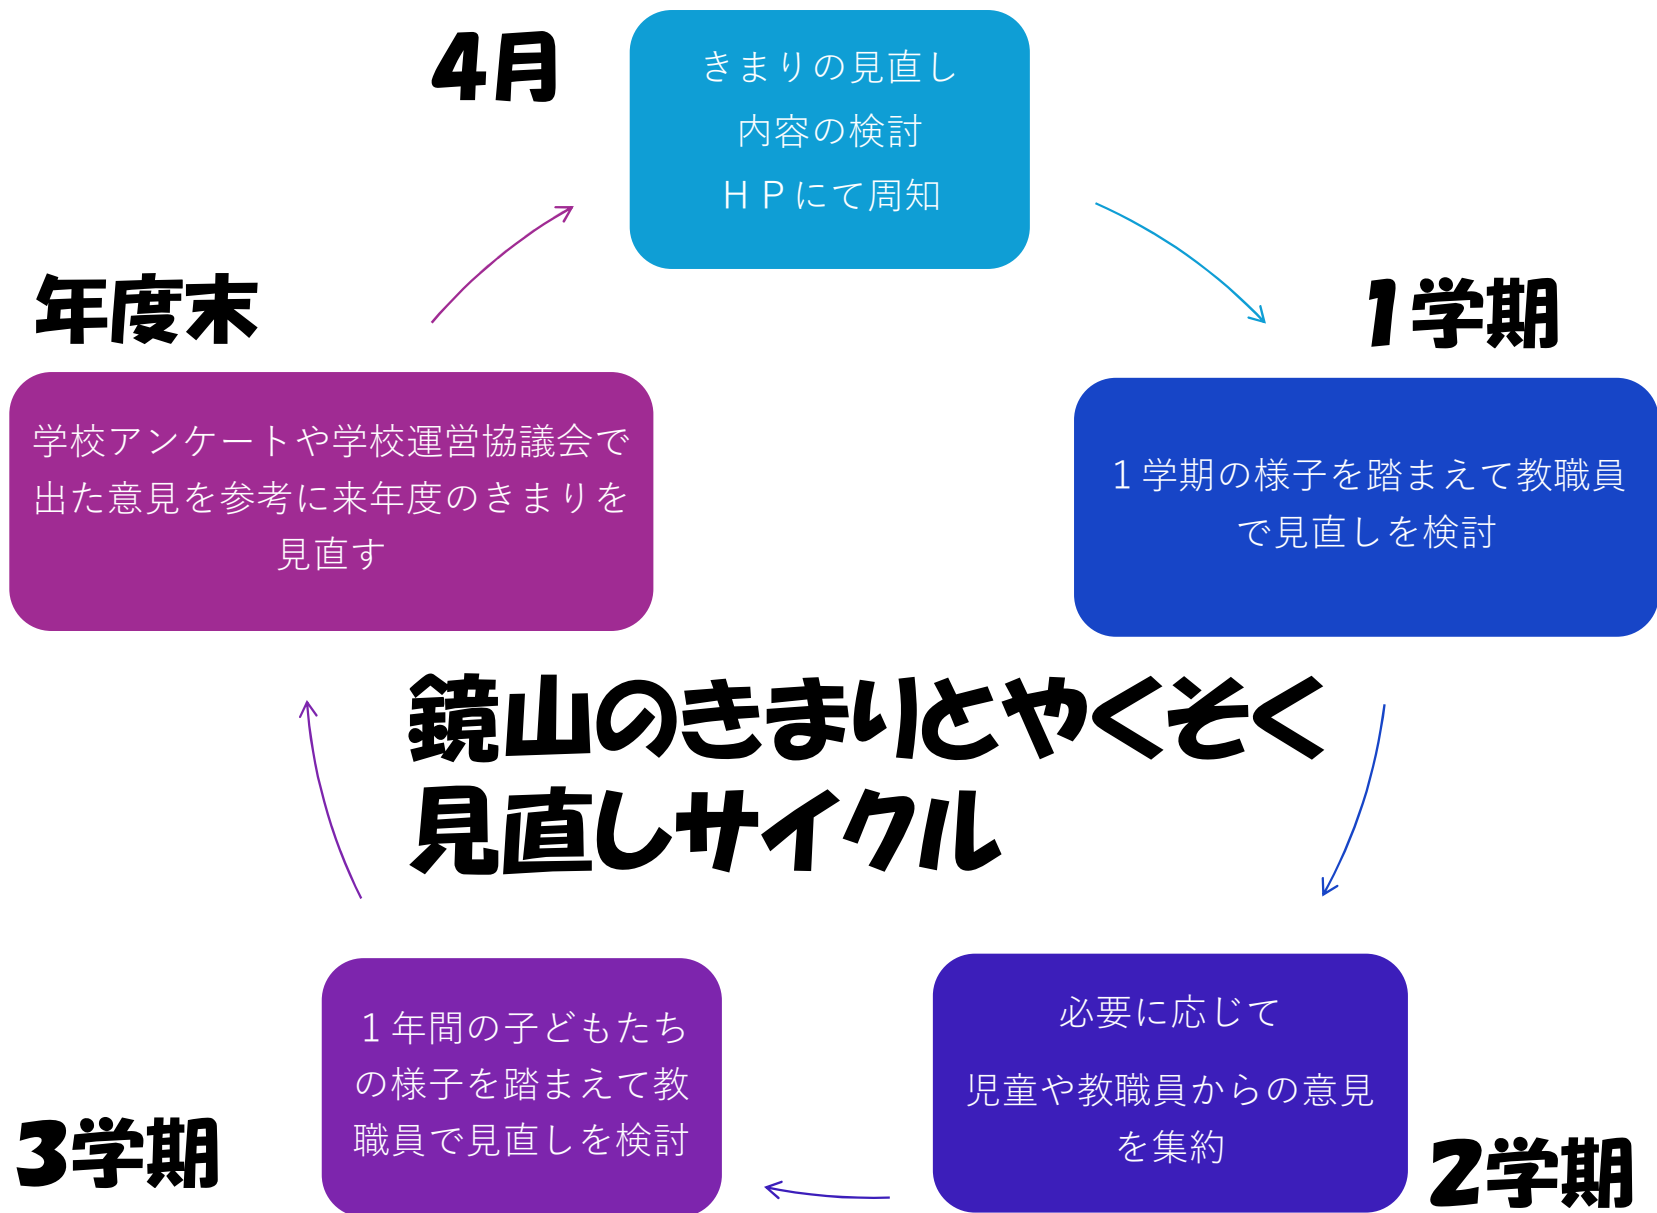 4月
きまりの見直し
内容の検討
ＨＰにて周知
1学期
１学期の様子を踏まえて教職員
で見直しを検討
2学期
必要に応じて
児童や教職員からの意見
を集約
3学期
１年間の子どもたち
の様子を踏まえて教
職員で見直しを検討
年度末
学校アンケートや学校運営協議会で
出た意見を参考に来年度のきまりを
見直す
鏡山のきまりとやくそく
見直しサイクル